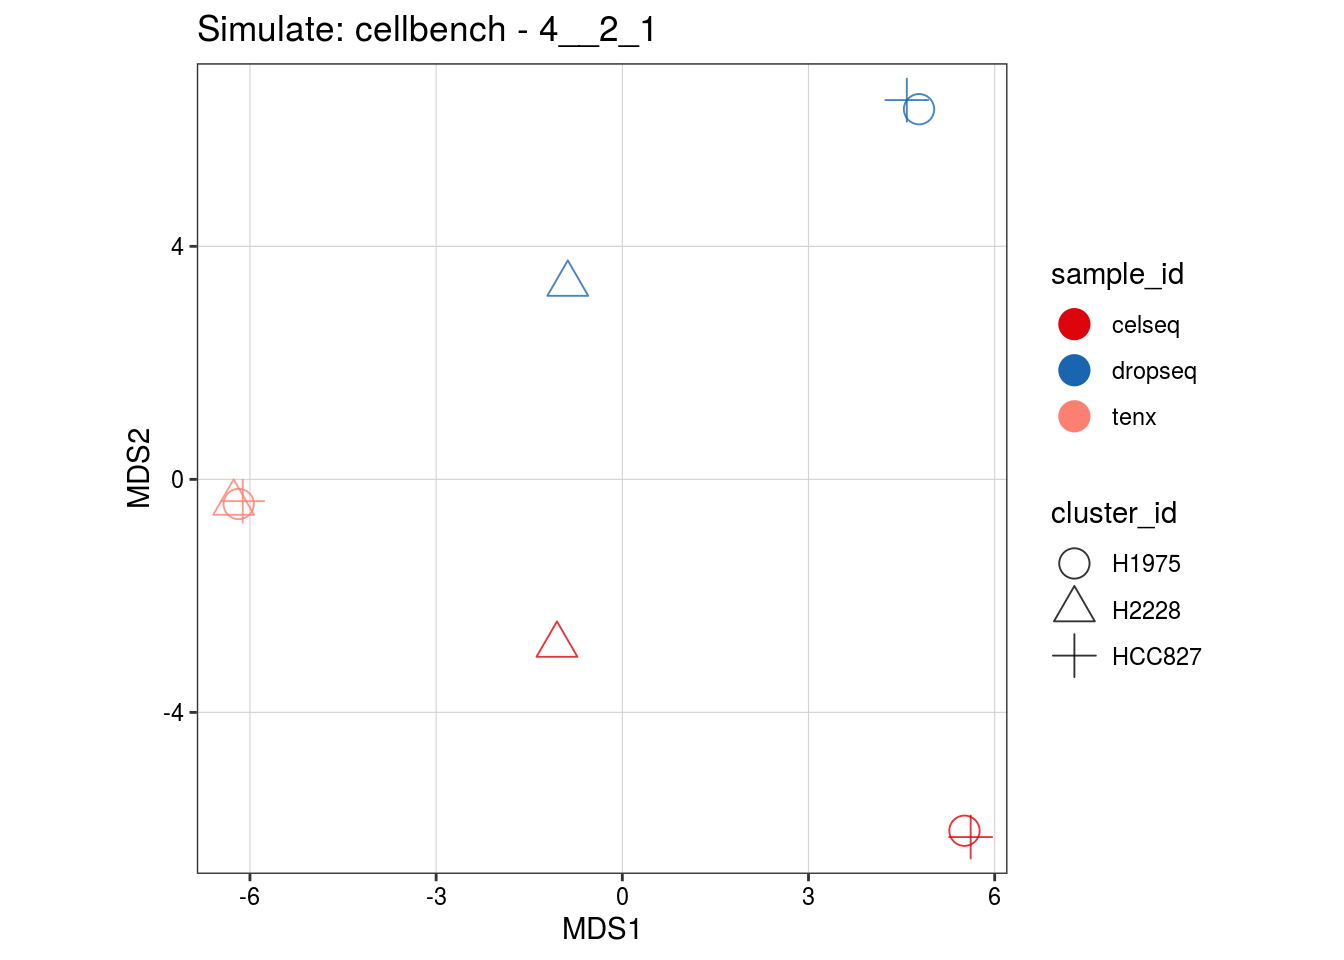 Simulate: cellbench - 4__2_1
4
0
-4
MDS2
-6
-3
0
3
6
MDS1
sample_id
celseq
dropseq
tenx
cluster_id
H1975
H2228
HCC827